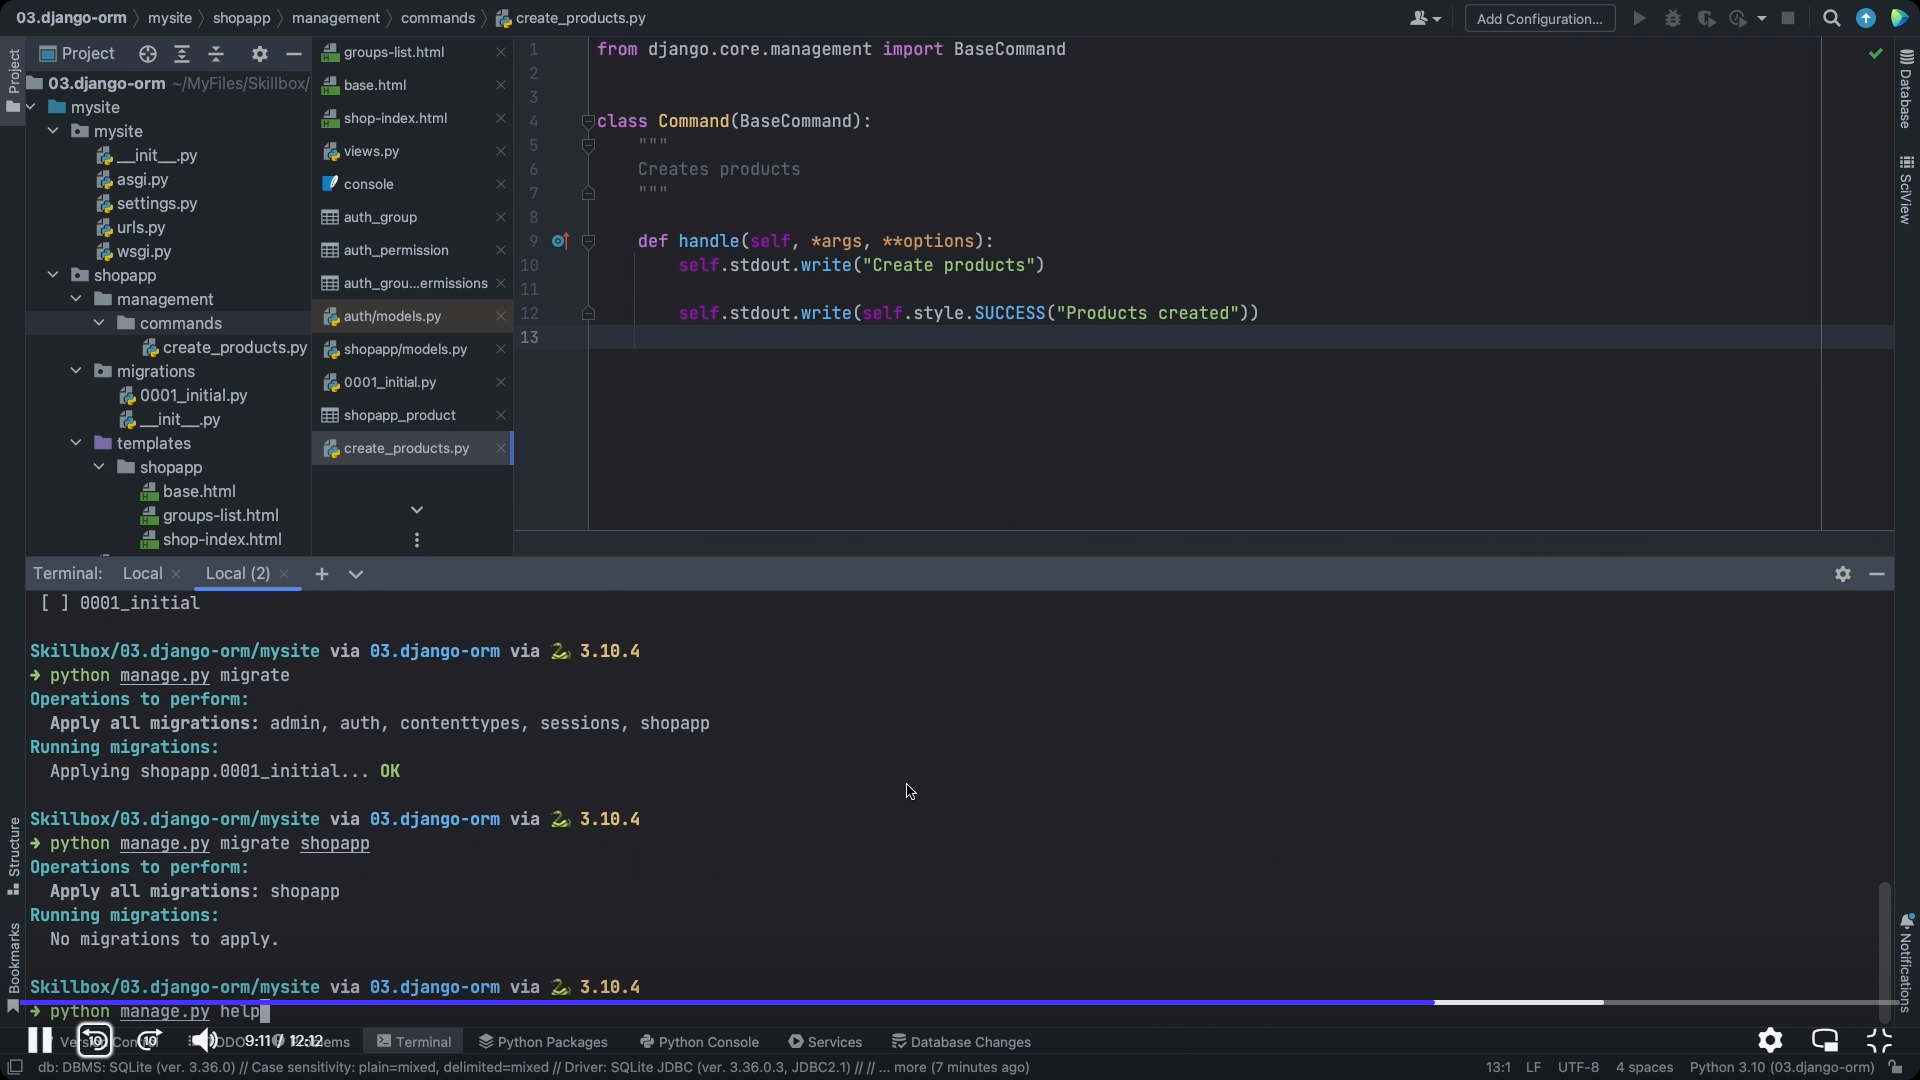 03.django-orm mysite shopapp management commands create_products.py
Add Configuration...
Project
Project
03.django-orm ~/MyFiles/Skillbox/
mysite
mysite
__init__.py
asgi.py
settings.py
urls.py
wsgi.py
shopapp
management
commands
create_products.py
migrations
0001_initial.py
__init__.py
templates
shopapp
base.html
groups-list.html
shop-index.html
groups-list.html
base.html
shop-index.html
views.py
console
auth_group
auth_permission
auth_grou...ermissions
auth/models.py
shopapp/models.py
0001_initial.py
shopapp_product
create_products.py
1 from django.core.management import BaseCommand
2
3
4 class Command(BaseCommand):
5 """
6 Creates products
7 """
8
9 def handle(self, *args, **options):
10 self.stdout.write("Create products")
11
12 self.stdout.write(self.style.SUCCESS("Products created"))
13
Database
SciView
Notifications
Structure
Bookmarks
Terminal: Local Local (2)
[ ] 0001_initial
Skillbox/03.django-orm/mysite via 03.django-orm via 🐍 3.10.4
➜ python manage.py migrate
Operations to perform:
Apply all migrations: admin, auth, contenttypes, sessions, shopapp
Running migrations:
Applying shopapp.0001_initial... OK
Skillbox/03.django-orm/mysite via 03.django-orm via 🐍 3.10.4
➜ python manage.py migrate shopapp
Operations to perform:
Apply all migrations: shopapp
Running migrations:
No migrations to apply.
Skillbox/03.django-orm/mysite via 03.django-orm via 🐍 3.10.4
➜ python manage.py help
10 10 9:11 / 12:12
Terminal Python Packages Python Console Services Database Changes
db: DBMS: SQLite (ver. 3.36.0) // Case sensitivity: plain=mixed, delimited=mixed // Driver: SQLite JDBC (ver. 3.36.0.3, JDBC2.1) // // ... more (7 minutes ago) 13:1 LF UTF-8 4 spaces Python 3.10 (03.django-orm)